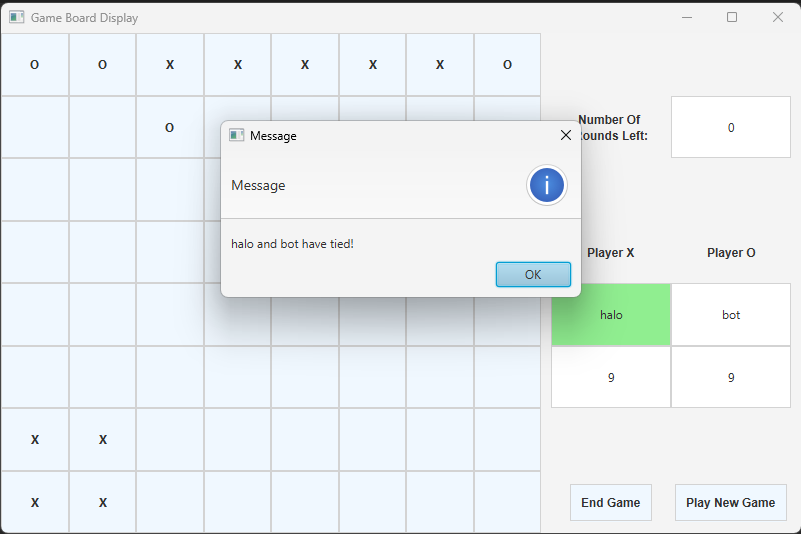 Game Board Display
O O X X X X X O
O
Number Of
ounds Left:
0
Message
Message
i
halo and bot have tied!
OK
Player X Player O
halo bot
9 9
X X
X X
End Game Play New Game